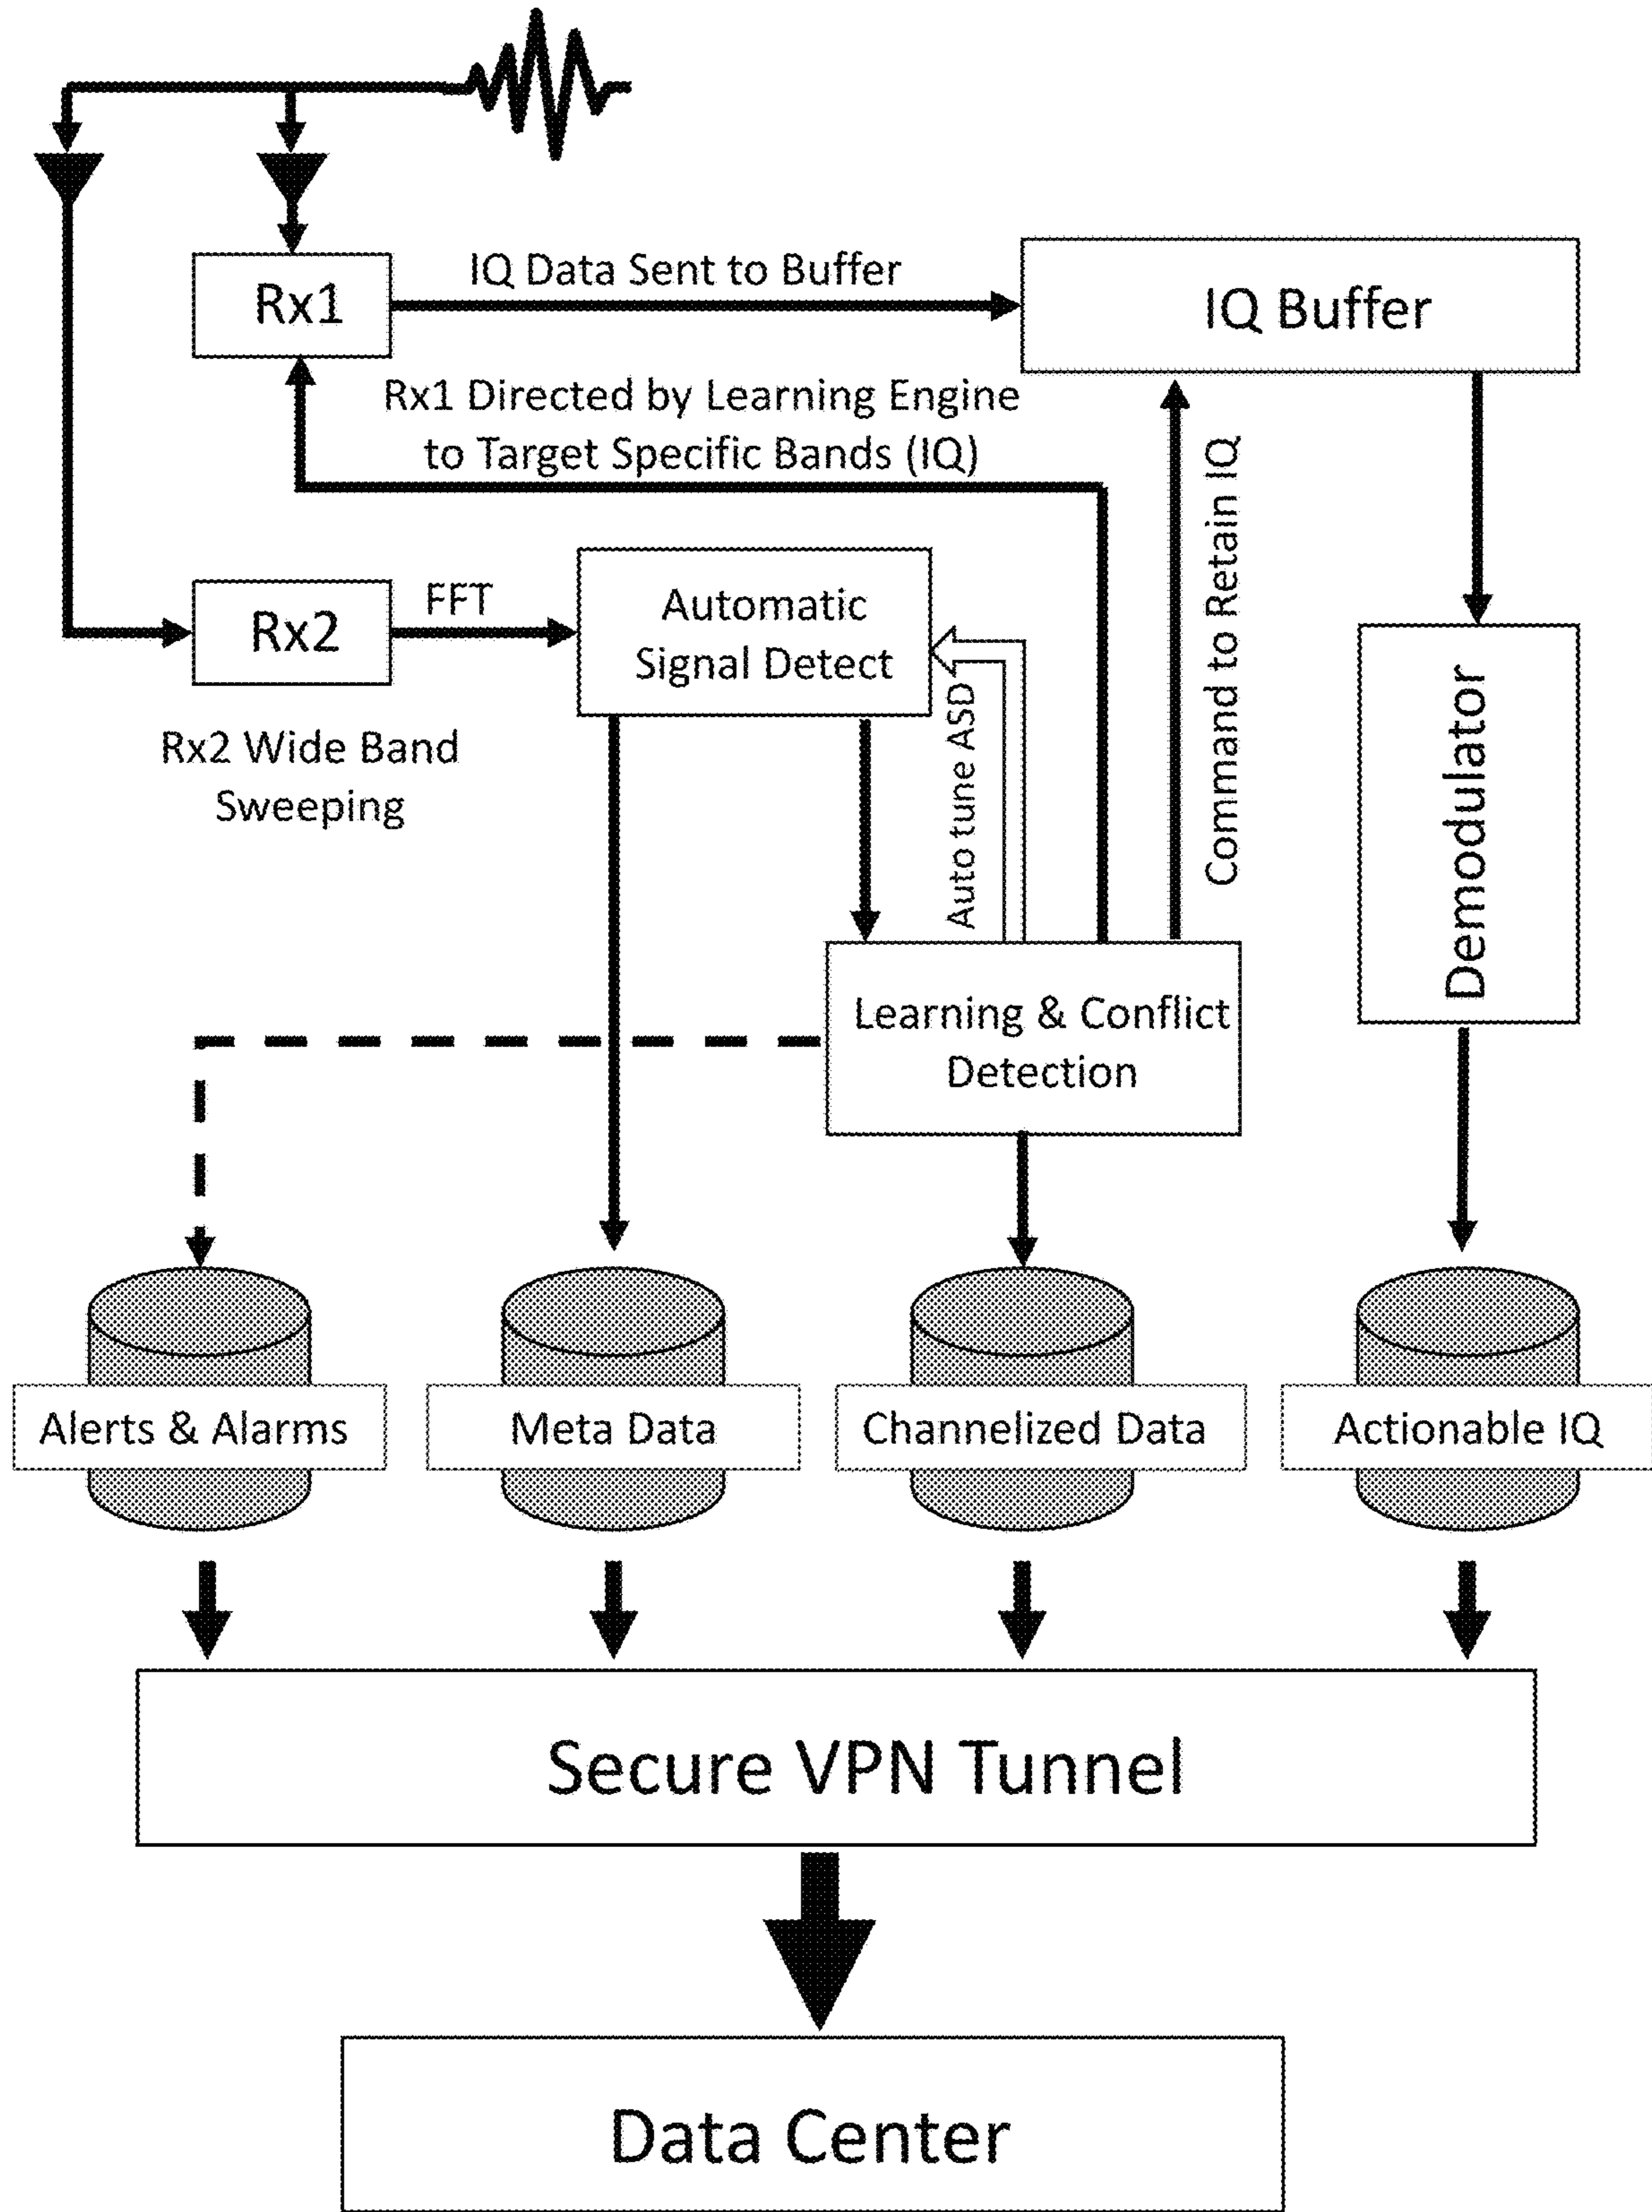 Rx1
IQ Data Sent to Buffer
IQ Buffer
Rx1 Directed by Learning Engine
to Target Specific Bands (IQ)
Command to Retain IQ
Rx2
FFT
Automatic
Signal Detect
Rx2 Wide Band
Sweeping
Auto tune ASD
Demodulator
Learning & Conflict
Detection
Alerts & Alarms
Meta Data
Channelized Data
Actionable IQ
Secure VPN Tunnel
Data Center